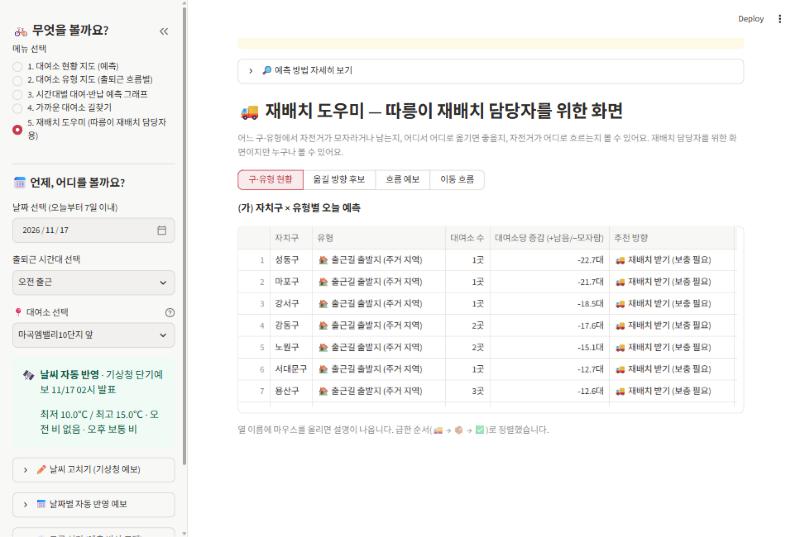 🚲 무엇을 볼까요?
메뉴 선택
1. 대여소 현황 지도 (예측)
2. 대여소 유형 지도 (출퇴근 흐름별)
3. 시간대별 대여·반납 예측 그래프
4. 가까운 대여소 길찾기
5. 재배치 도우미 (따릉이 재배치 담당자
용)
🗓️ 언제, 어디를 볼까요?
날짜 선택 (오늘부터 7일 이내)
2026 / 11 / 17
출퇴근 시간대 선택
오전 출근
📍 대여소 선택
마곡엠밸리10단지 앞
🛰️ 날씨 자동 반영 · 기상청 단기예
보 11/17 02시 발표
최저 10.0℃ / 최고 15.0℃ · 오
전 비 없음 · 오후 보통 비
✏️ 날씨 고치기 (기상청 예보)
🗓️ 날짜별 자동 반영 예보
Deploy
🔎 예측 방법 자세히 보기
🚚 재배치 도우미 — 따릉이 재배치 담당자를 위한 화면
어느 구·유형에서 자전거가 모자라거나 남는지, 어디서 어디로 옮기면 좋을지, 자전거가 어디로 흐르는지 볼 수 있어요. 재배치 담당자를 위한 화
면이지만 누구나 볼 수 있어요.
구·유형 현황 옮길 방향 후보 흐름 예보 이동 흐름
(가) 자치구 × 유형별 오늘 예측
자치구 유형 대여소 수 대여소당 증감 (+남음/−모자람) 추천 방향
1 성동구 🏠 출근길 출발지 (주거 지역) 1곳 -22.7대 🚚 재배치 받기 (보충 필요)
2 마포구 🏠 출근길 출발지 (주거 지역) 1곳 -21.7대 🚚 재배치 받기 (보충 필요)
3 강서구 🏠 출근길 출발지 (주거 지역) 1곳 -18.5대 🚚 재배치 받기 (보충 필요)
4 강동구 🏠 출근길 출발지 (주거 지역) 2곳 -17.6대 🚚 재배치 받기 (보충 필요)
5 노원구 🏠 출근길 출발지 (주거 지역) 2곳 -15.1대 🚚 재배치 받기 (보충 필요)
6 서대문구 🏠 출근길 출발지 (주거 지역) 1곳 -12.7대 🚚 재배치 받기 (보충 필요)
7 용산구 🏠 출근길 출발지 (주거 지역) 3곳 -12.6대 🚚 재배치 받기 (보충 필요)
열 이름에 마우스를 올리면 설명이 나옵니다. 급한 순서(🚚 → 📦 → ✅)로 정렬했습니다.